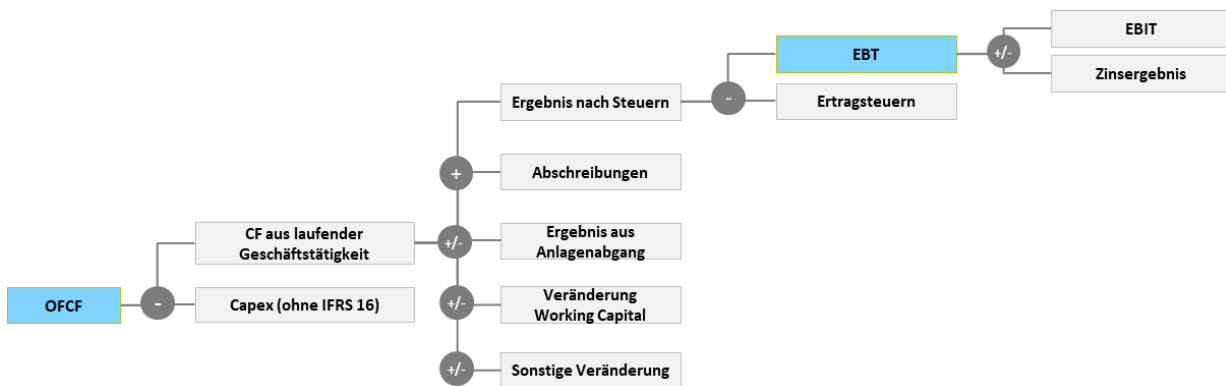 EBIT
EBT
+/-
Zinsergebnis
Ergebnis nach Steuern
-
Ertragsteuern
+
Abschreibungen
CF aus laufender
Geschäftstätigkeit
+/-
Ergebnis aus
Anlagenabgang
OFCF
-
Capex (ohne IFRS 16)
+/-
Veränderung
Working Capital
+/-
Sonstige Veränderung